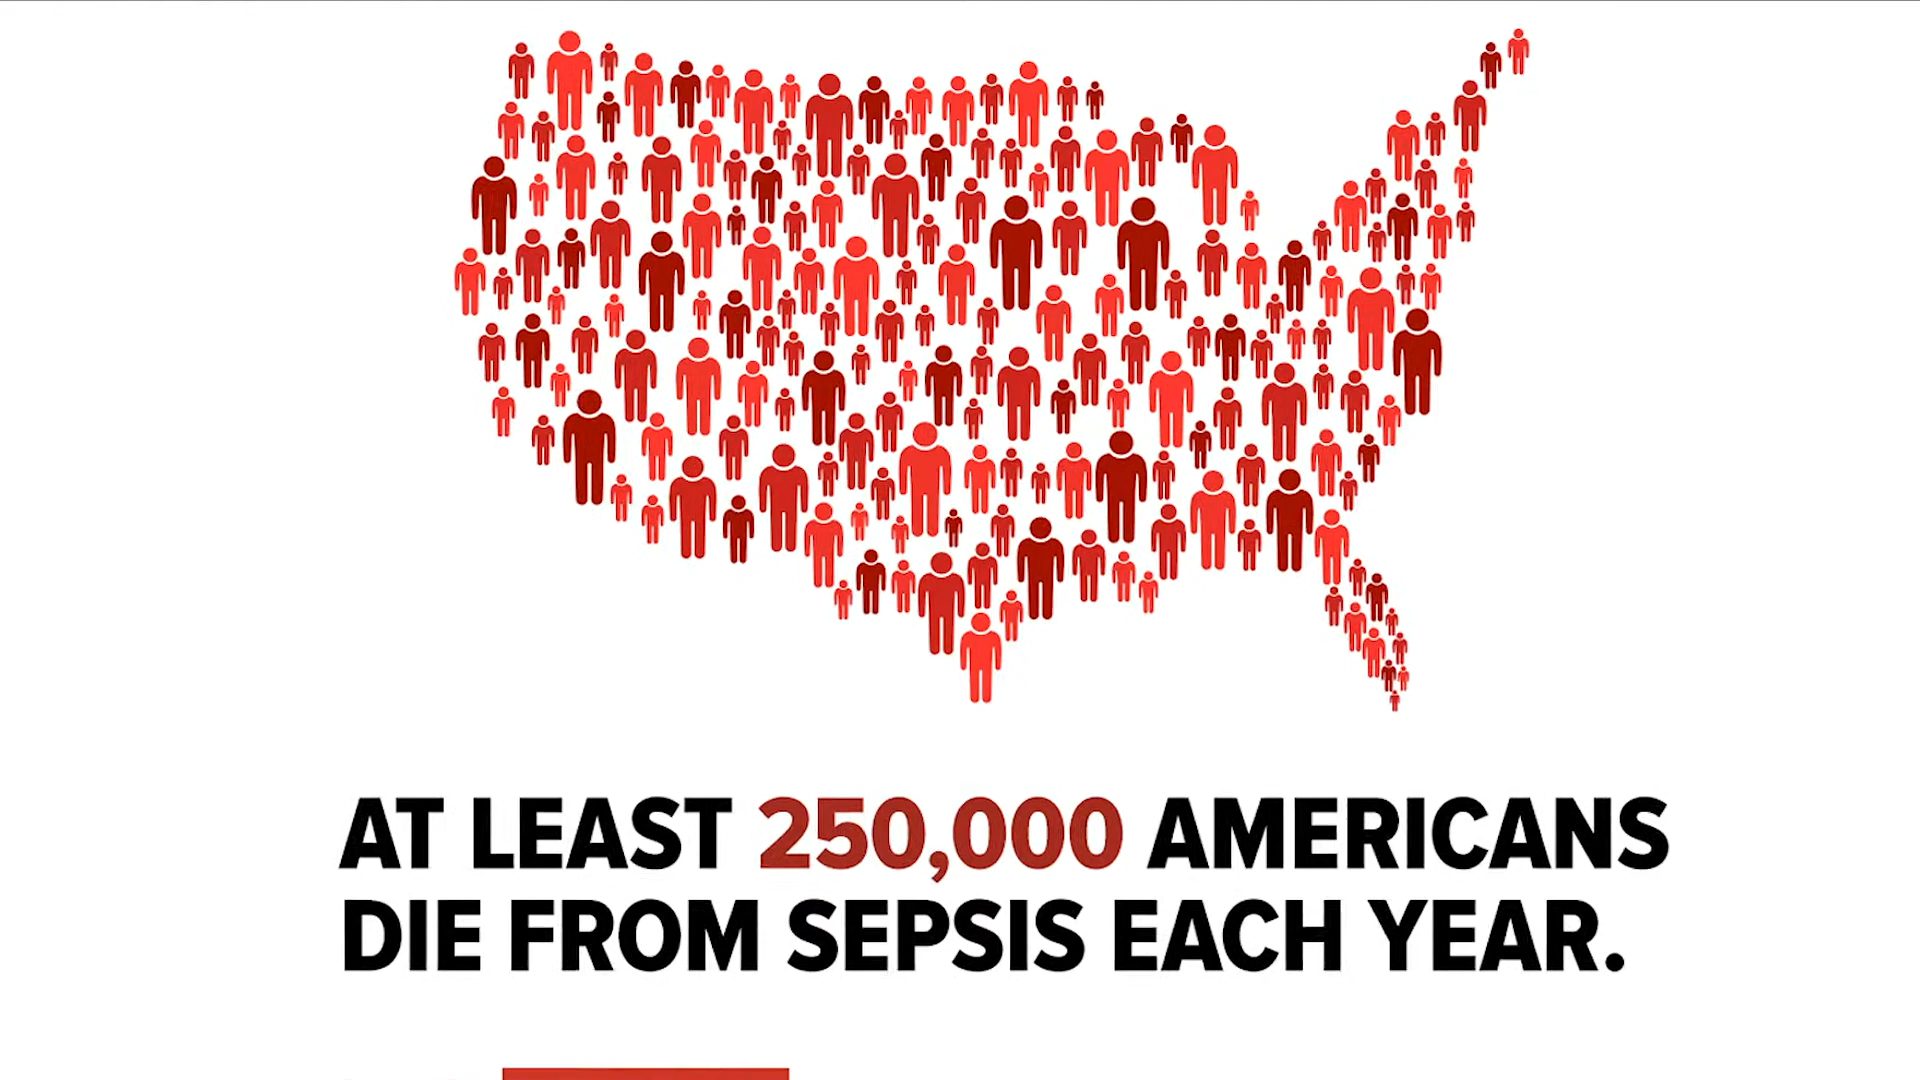 AT LEAST 250,000 AMERICANS
DIE FROM SEPSIS EACH YEAR.